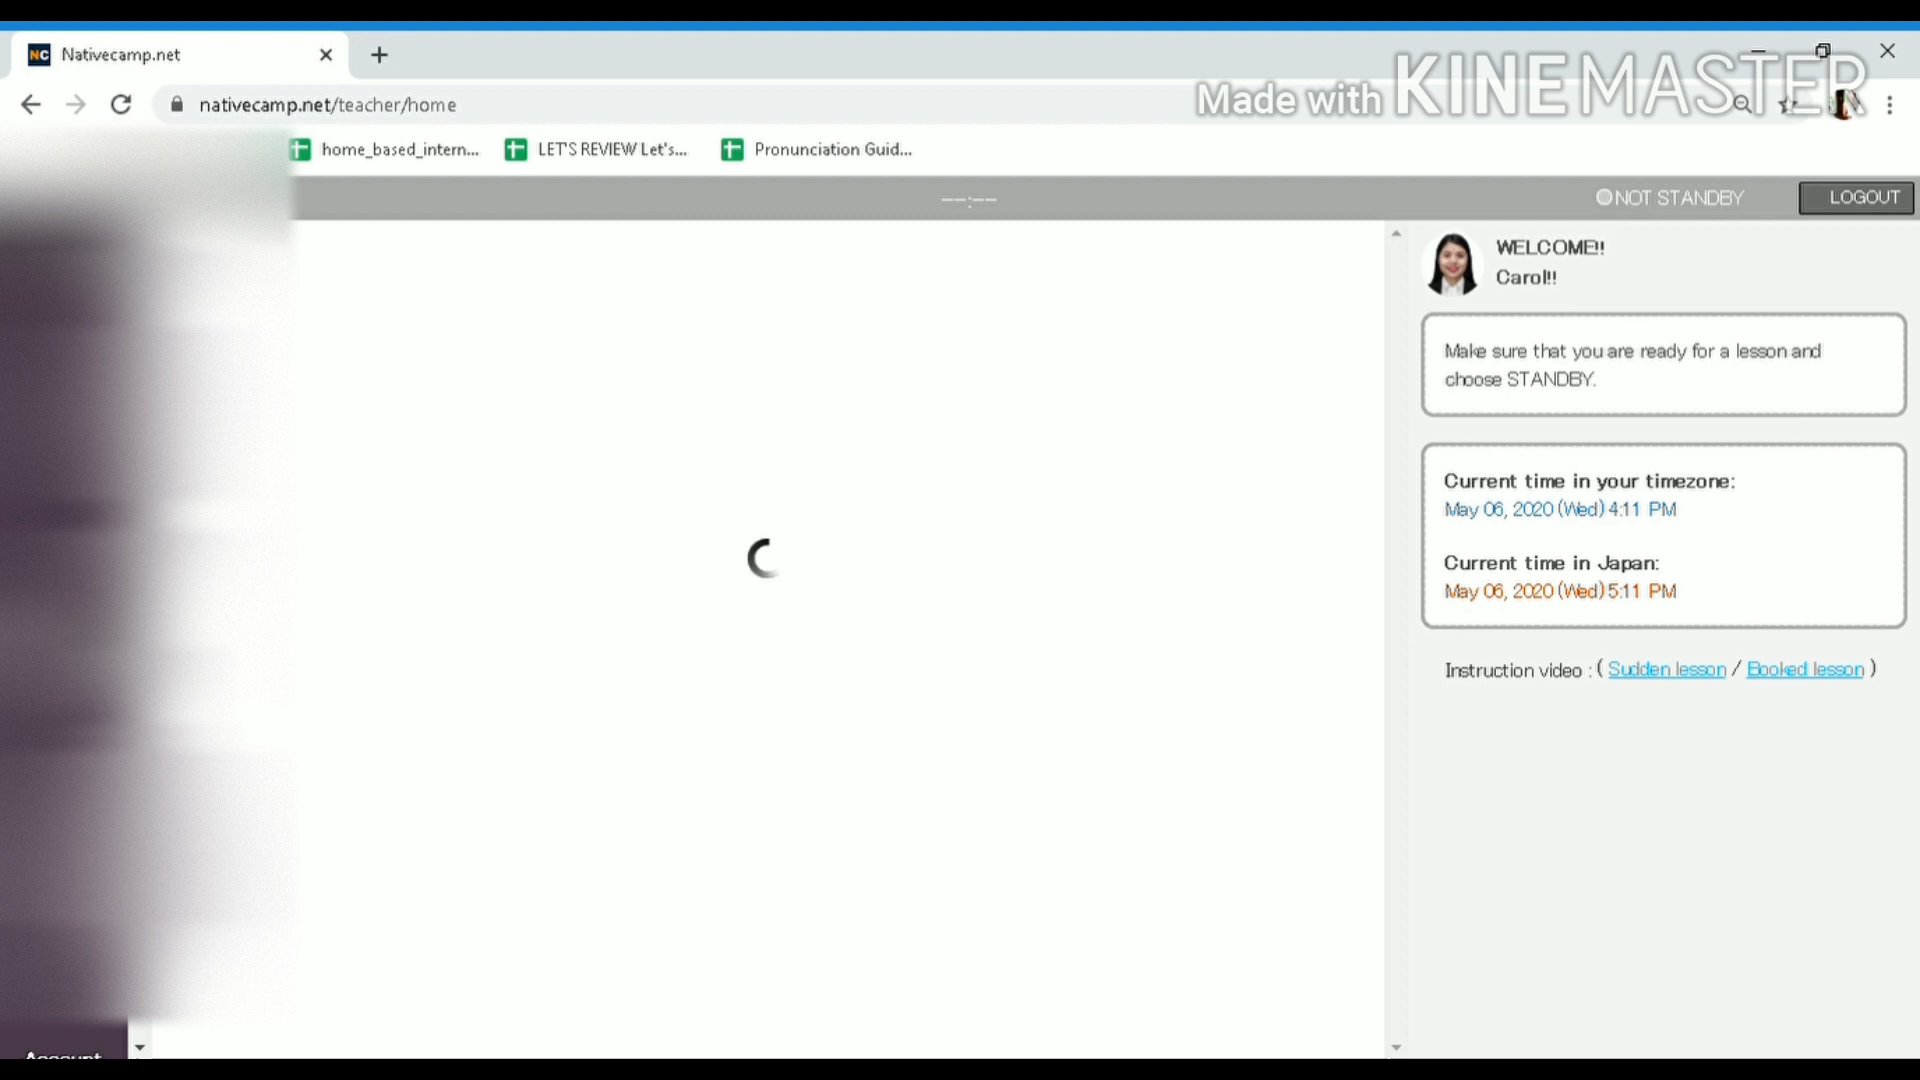 NC Nativecamp.net
Made with KINEMASTER
nativecamp.net/teacher/home
home_based_intern... LET'S REVIEW Let's... Pronunciation Guid...
--:-- NOT STANDBY LOGOUT
WELCOME!!
Carol!!
Make sure that you are ready for a lesson and
choose STANDBY.
Current time in your timezone:
May 06, 2020 (Wed) 4:11 PM
Current time in Japan:
May 06, 2020 (Wed) 5:11 PM
Instruction video : ( Sudden lesson / Booked lesson )
Account